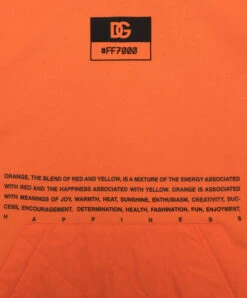 DG
#FF7000
ORANGE, THE BLEND OF RED AND YELLOW, IS A MIXTURE OF THE ENERGY ASSOCIATED
WITH RED AND THE HAPPINESS ASSOCIATED WITH YELLOW. ORANGE IS ASSOCIATED
WITH MEANINGS OF JOY, WARMTH, HEAT, SUNSHINE, ENTHUSIASM, CREATIVITY, SUC-
CESS, ENCOURAGEMENT, DETERMINATION, HEALTH, FASHINATION, FUN, ENJOYMENT,
H A P P I N E S S